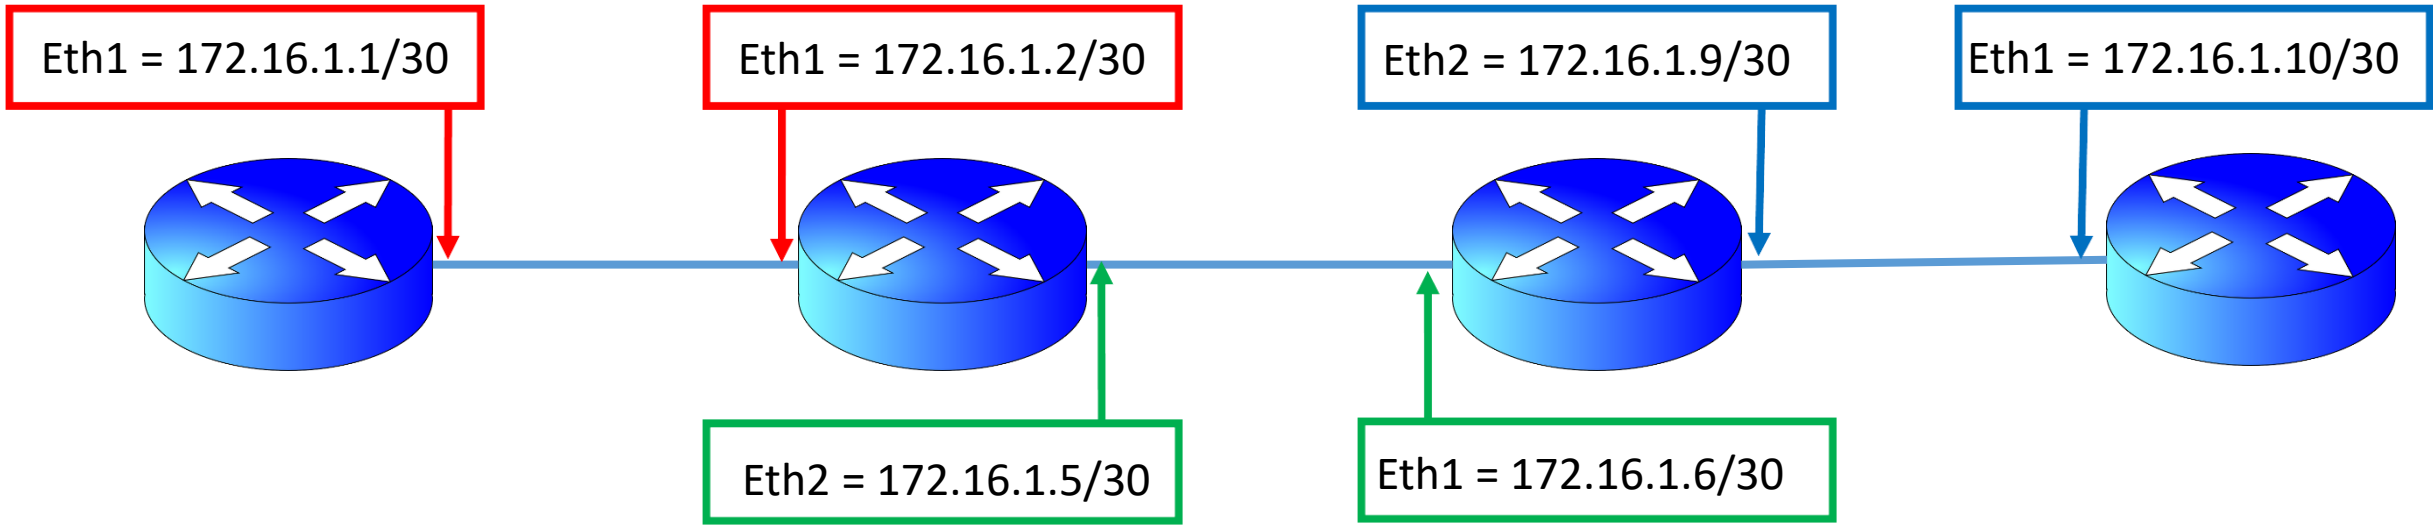 Eth1 = 172.16.1.1/30
Eth1 = 172.16.1.2/30
Eth2 = 172.16.1.9/30
Eth1 = 172.16.1.10/30
Eth2 = 172.16.1.5/30
Eth1 = 172.16.1.6/30